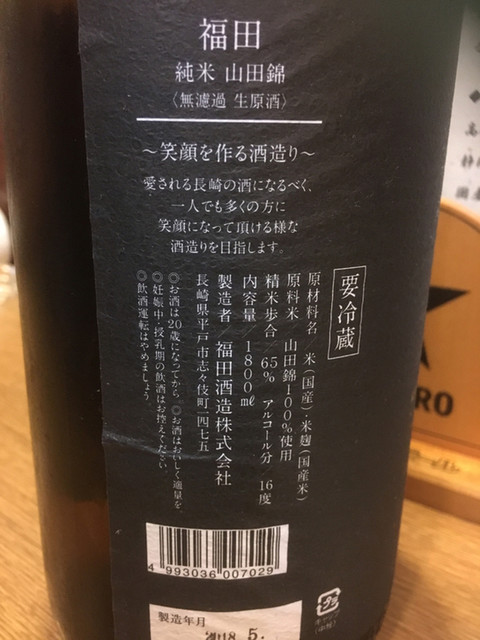 福田
純米 山田錦
〈無濾過 生原酒〉
～笑顔を作る酒造り～
愛される長崎の酒になるべく、
一人でも多くの方に
笑顔になって頂ける様な
酒造りを目指します。
要冷蔵
原材料名／米（国産）・米麹（国産米）
原料米 山田錦100％使用
精米歩合／65％ アルコール分／16度
内容量／1800㎖
製造者／福田酒造株式会社
長崎県平戸市志々伎町一四七五
◎お酒は20歳になってから ◎お酒はおいしく適量を。
◎妊娠中・授乳期の飲酒はお控えください。
◎飲酒運転はやめましょう。
4 993036 007029
製造年月
2018.5.
RO